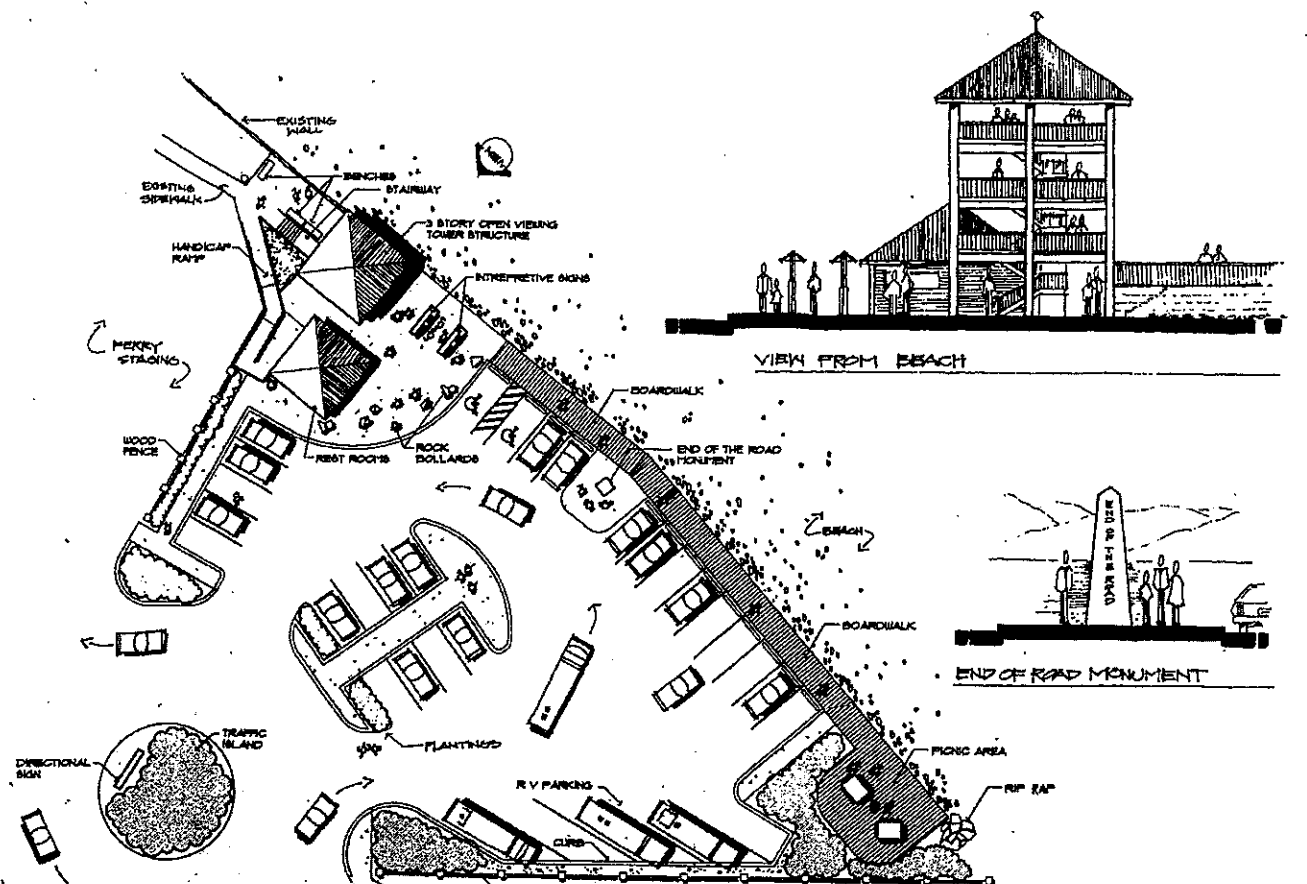 EXISTING
WALL
BENCHES
STAIRWAY
EXISTING
SIDEWALK
3 STORY OPEN VIEWING
TOWER STRUCTURE
HANDICAP
RAMP
INTREPRETIVE SIGNS
FERRY
STAGING
VIEW FROM BEACH
BOARDWALK
WOOD
FENCE
REST ROOMS
ROCK
BOLLARDS
END OF THE ROAD
MONUMENT
BEACH
END OF THE ROAD
BOARDWALK
END OF ROAD MONUMENT
TRAFFIC
ISLAND
PLANTINGS
DIRECTIONAL
SIGN
PICNIC AREA
R V PARKING
RIP RAP
CURB